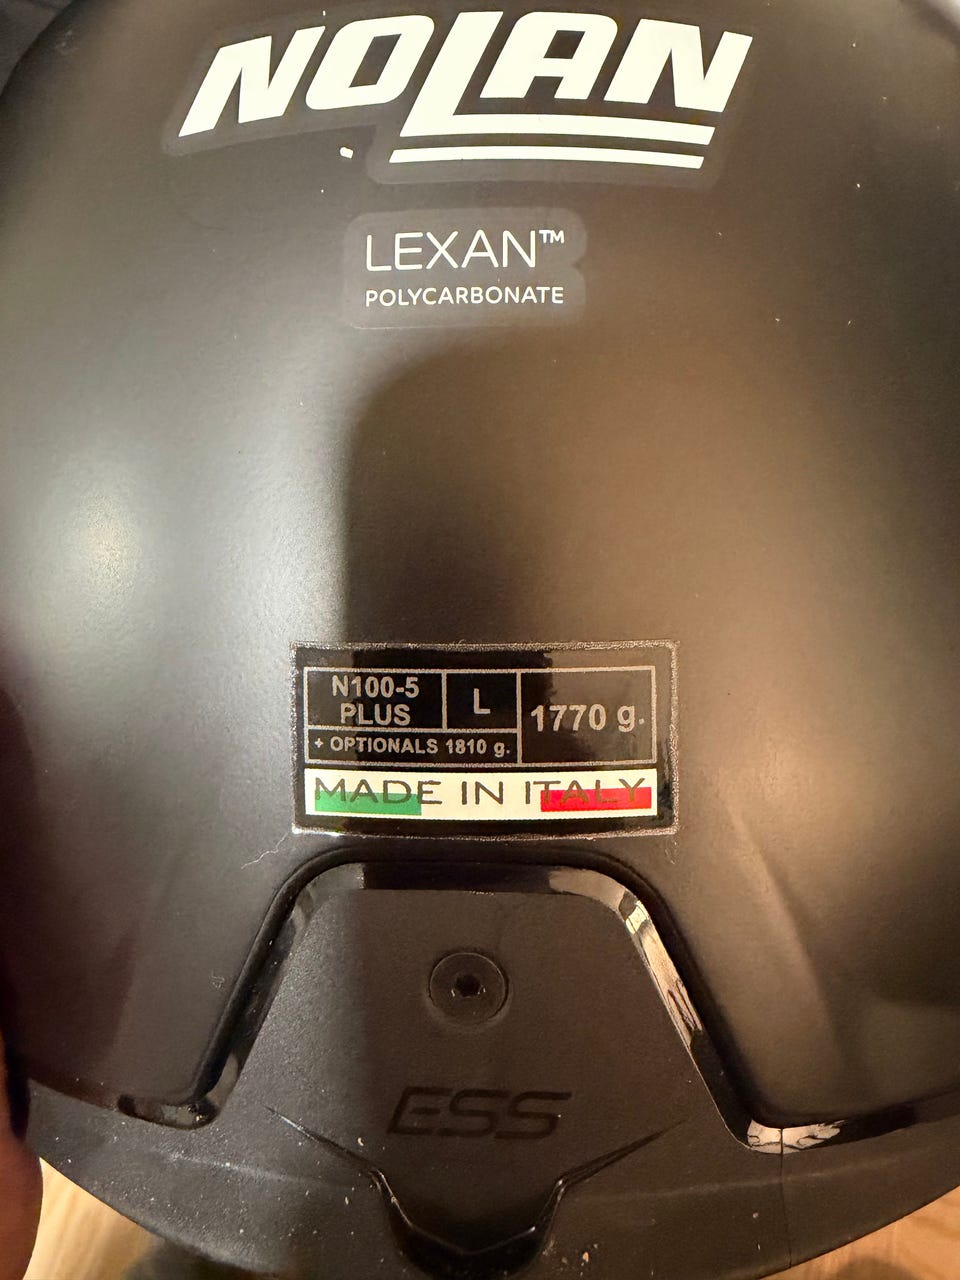 NOLAN
LEXAN™
POLYCARBONATE
N100-5
PLUS
L
1770 g.
+ OPTIONALS 1810 g.
MADE IN ITALY
ESS